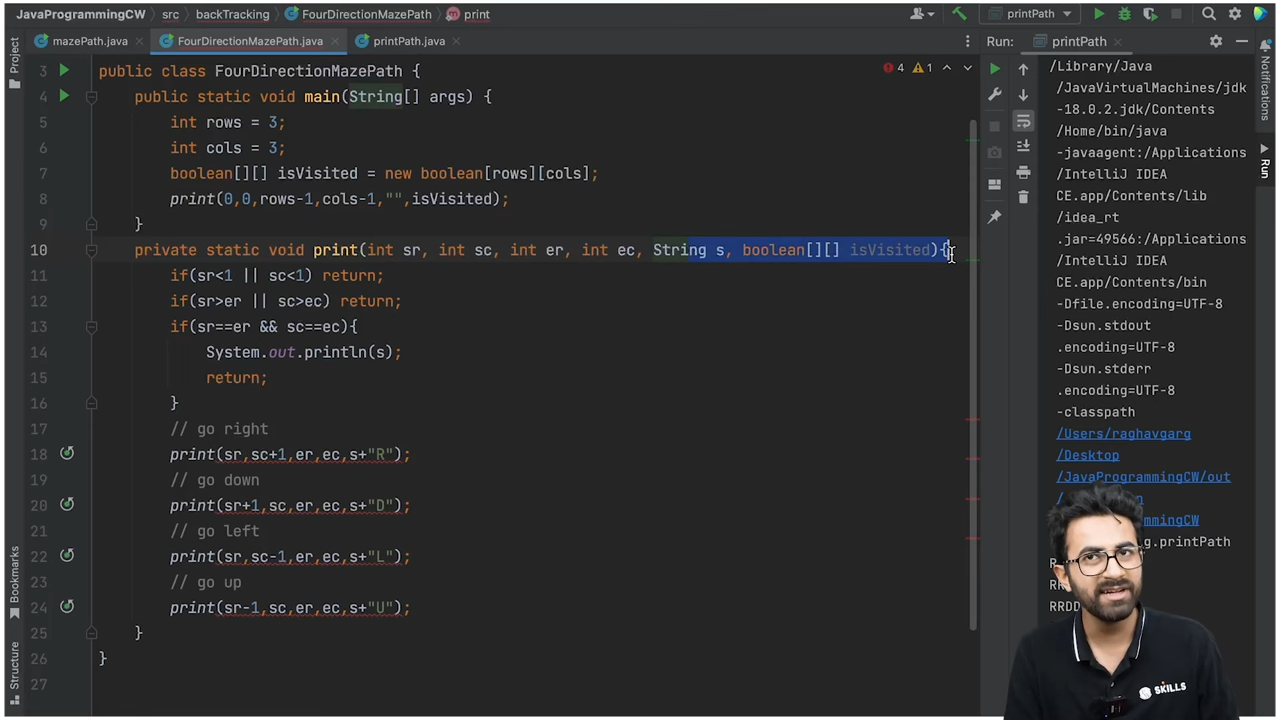 JavaProgrammingCW src backTracking FourDirectionMazePath print
printPath
mazePath.java FourDirectionMazePath.java printPath.java
Run: printPath
Project
Notifications
Run
Bookmarks
Structure
4 1
3 public class FourDirectionMazePath {
4 public static void main(String[] args) {
5 int rows = 3;
6 int cols = 3;
7 boolean[][] isVisited = new boolean[rows][cols];
8 print(0,0,rows-1,cols-1,"",isVisited);
9 }
10 private static void print(int sr, int sc, int er, int ec, String s, boolean[][] isVisited){
11 if(sr<1 || sc<1) return;
12 if(sr>er || sc>ec) return;
13 if(sr==er && sc==ec){
14 System.out.println(s);
15 return;
16 }
17 // go right
18 print(sr,sc+1,er,ec,s+"R");
19 // go down
20 print(sr+1,sc,er,ec,s+"D");
21 // go left
22 print(sr,sc-1,er,ec,s+"L");
23 // go up
24 print(sr-1,sc,er,ec,s+"U");
25 }
26 }
27
/Library/Java
/JavaVirtualMachines/jdk
-18.0.2.jdk/Contents
/Home/bin/java
-javaagent:/Applications
/IntelliJ IDEA
CE.app/Contents/lib
/idea_rt
.jar=49566:/Applications
/IntelliJ IDEA
CE.app/Contents/bin
-Dfile.encoding=UTF-8
-Dsun.stdout
.encoding=UTF-8
-Dsun.stderr
.encoding=UTF-8
-classpath
/Users/raghavgarg
/Desktop
/JavaProgrammingCW/out
.printPath
SKILLS